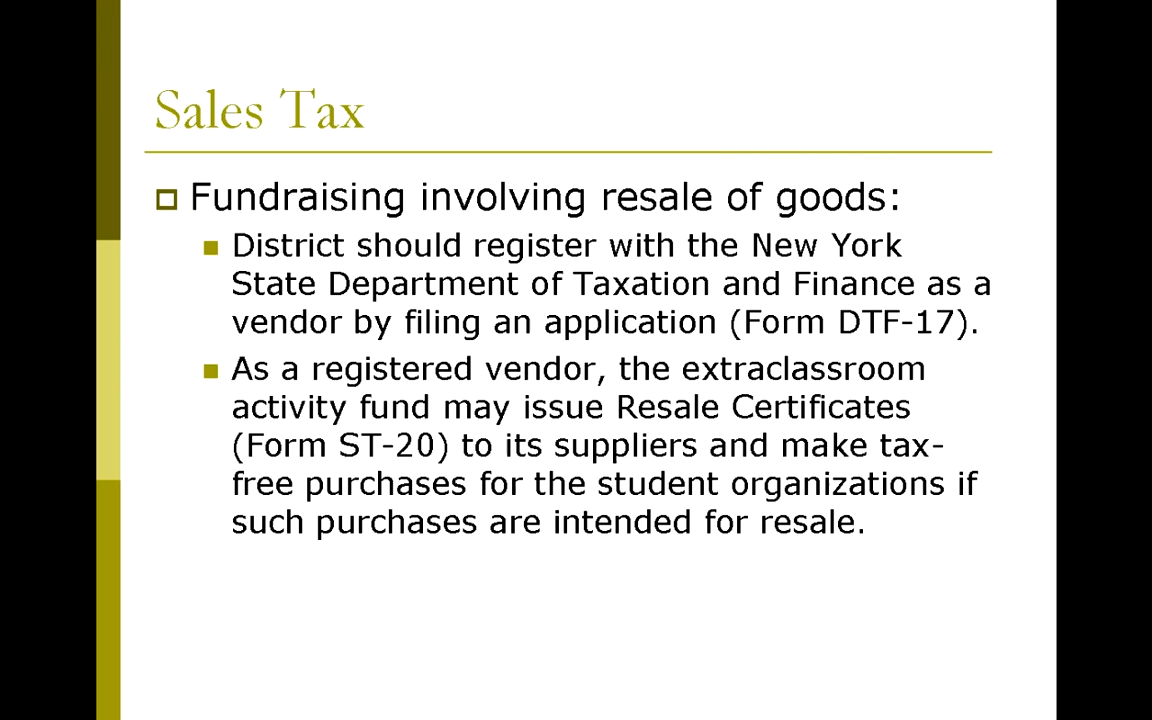 Sales Tax
Fundraising involving resale of goods:
District should register with the New York
State Department of Taxation and Finance as a
vendor by filing an application (Form DTF-17).
As a registered vendor, the extraclassroom
activity fund may issue Resale Certificates
(Form ST-20) to its suppliers and make tax-
free purchases for the student organizations if
such purchases are intended for resale.